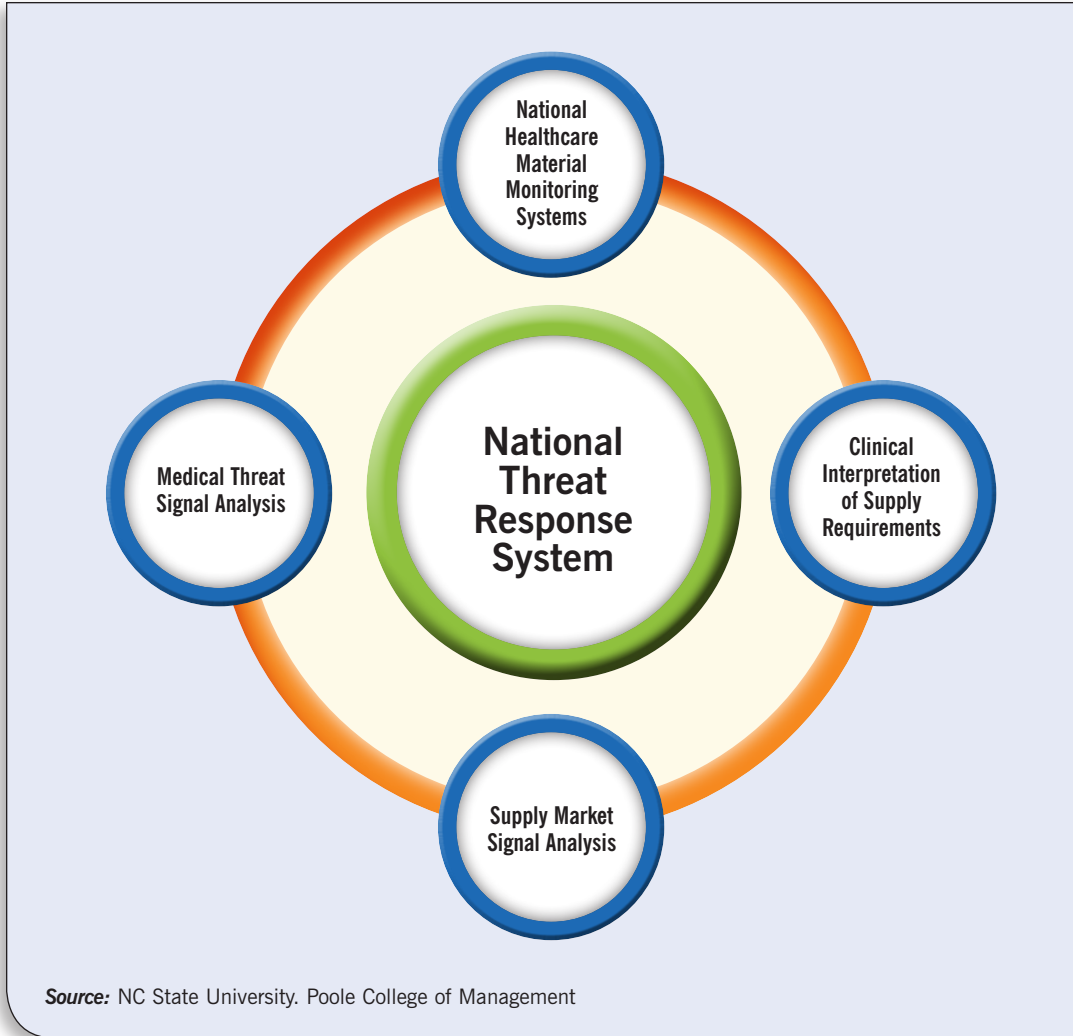 National
Healthcare
Material
Monitoring
Systems
Medical Threat
Signal Analysis
National
Threat
Response
System
Clinical
Interpretation
of Supply
Requirements
Supply Market
Signal Analysis
Source: NC State University. Poole College of Management